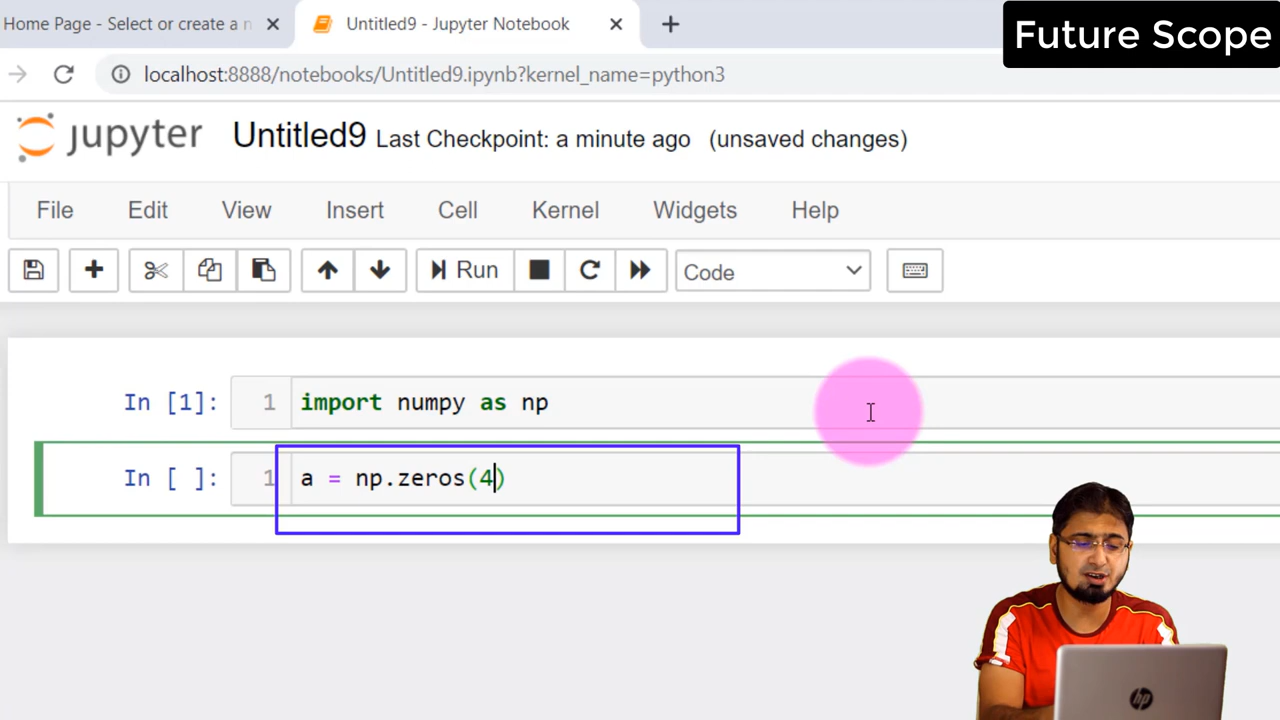 Home Page - Select or create a n
Untitled9 - Jupyter Notebook
Future Scope
localhost:8888/notebooks/Untitled9.ipynb?kernel_name=python3
jupyter Untitled9 Last Checkpoint: a minute ago (unsaved changes)
File Edit View Insert Cell Kernel Widgets Help
Run Code
In [1]: 1 import numpy as np
In [ ]: 1 a = np.zeros(4)
hp